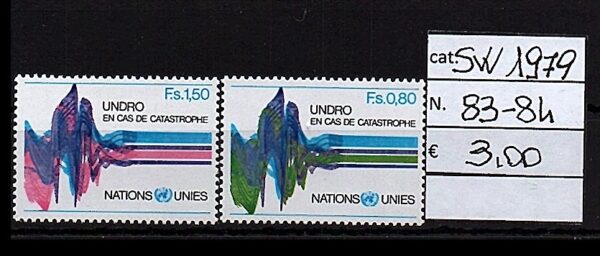 F.s.1,50
UNDRO
EN CAS DE CATASTROPHE
NATIONS UNIES
F.s.0,80
UNDRO
EN CAS DE CATASTROPHE
NATIONS UNIES
cat. SW 1979
N. 83-84
€ 3.00